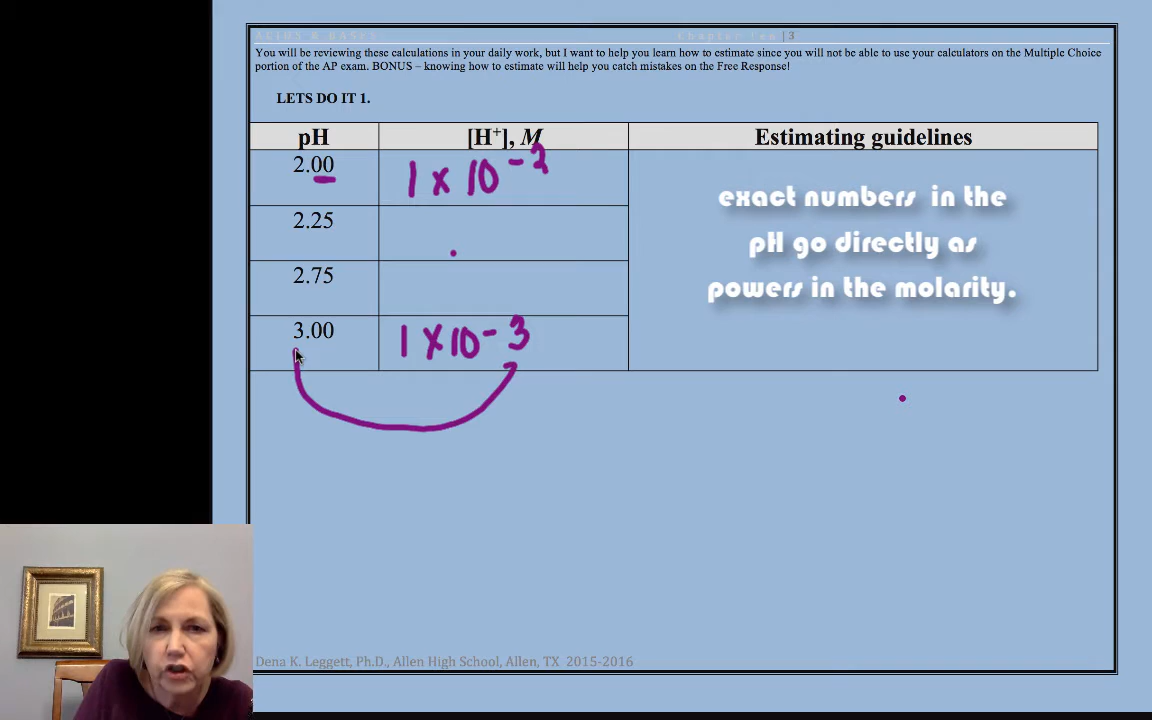 ACIDS & BASES Chapter Ten | 3
You will be reviewing these calculations in your daily work, but I want to help you learn how to estimate since you will not be able to use your calculators on the Multiple Choice
portion of the AP exam. BONUS – knowing how to estimate will help you catch mistakes on the Free Response!
LETS DO IT 1.
pH [H⁺], M Estimating guidelines
2.00 1 x 10⁻²
exact numbers in the
2.25
pH go directly as
2.75
powers in the molarity.
3.00 1 X 10⁻³
Dena K. Leggett, Ph.D., Allen High School, Allen, TX 2015-2016